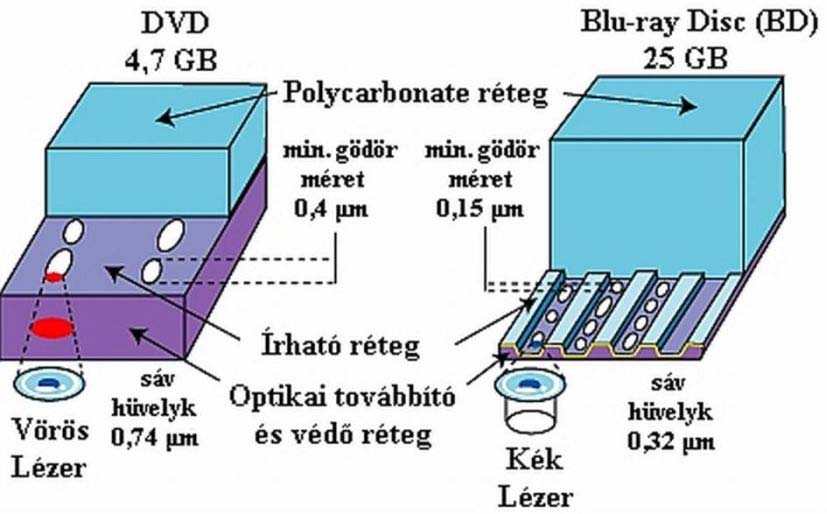 DVD
4,7 GB
Blu-ray Disc (BD)
25 GB
Polycarbonate réteg
min. gödör
méret
0,4 µm
min. gödör
méret
0,15 µm
Írható réteg
Optikai továbbító
és védő réteg
sáv
hüvelyk
0,74 µm
sáv
hüvelyk
0,32 µm
Vörös
Lézer
Kék
Lézer